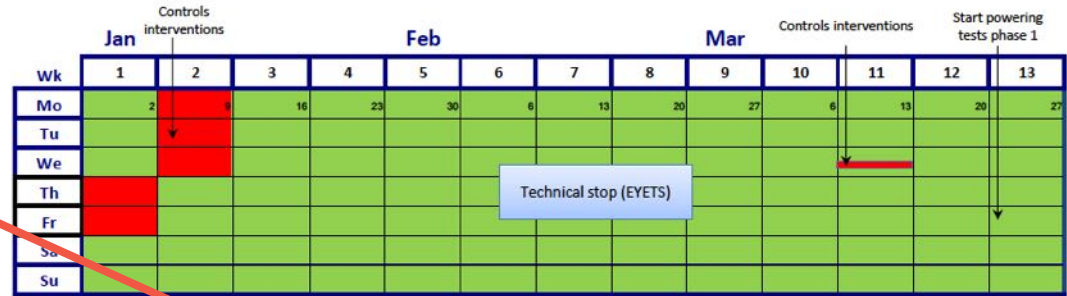 Controls
interventions
Controls interventions
Start powering
tests phase 1
Jan Feb Mar
Wk 1 2 3 4 5 6 7 8 9 10 11 12 13
Mo 2 9 16 23 30 6 13 20 27 6 13 20 27
Tu
We
Technical stop (EYETS)
Th
Fr
Sa
Su